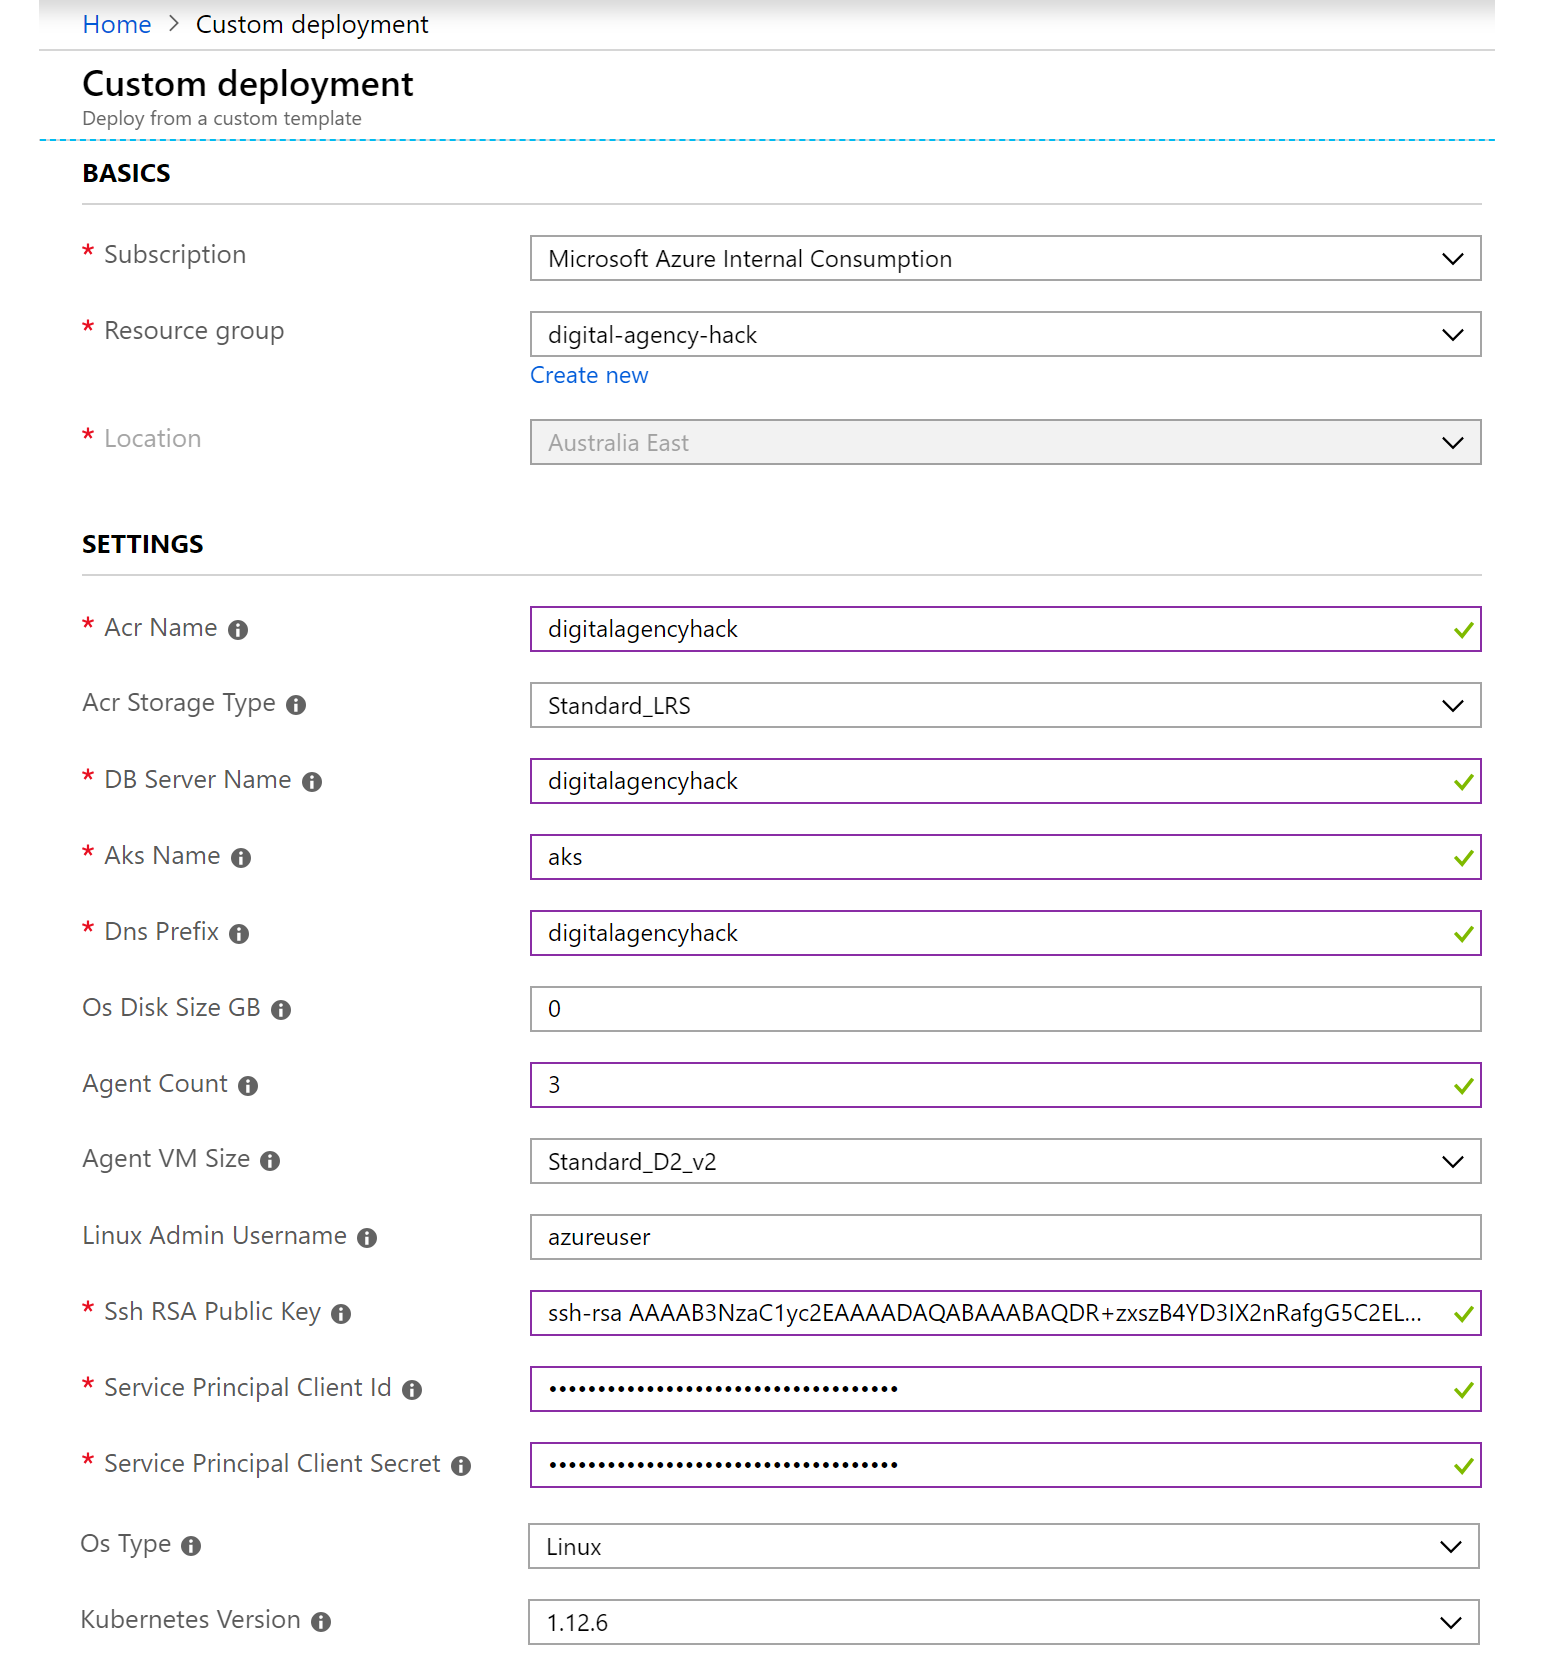 Home > Custom deployment
Custom deployment
Deploy from a custom template
BASICS
* Subscription
Microsoft Azure Internal Consumption
* Resource group
digital-agency-hack
Create new
* Location
Australia East
SETTINGS
* Acr Name
digitalagencyhack
Acr Storage Type
Standard_LRS
* DB Server Name
digitalagencyhack
* Aks Name
aks
* Dns Prefix
digitalagencyhack
Os Disk Size GB
0
Agent Count
3
Agent VM Size
Standard_D2_v2
Linux Admin Username
azureuser
* Ssh RSA Public Key
ssh-rsa AAAAB3NzaC1yc2EAAAADAQABAAABAQDR+zxszB4YD3IX2nRafgG5C2EL...
* Service Principal Client Id
••••••••••••••••••••••••••••••••••••
* Service Principal Client Secret
••••••••••••••••••••••••••••••••••••
Os Type
Linux
Kubernetes Version
1.12.6